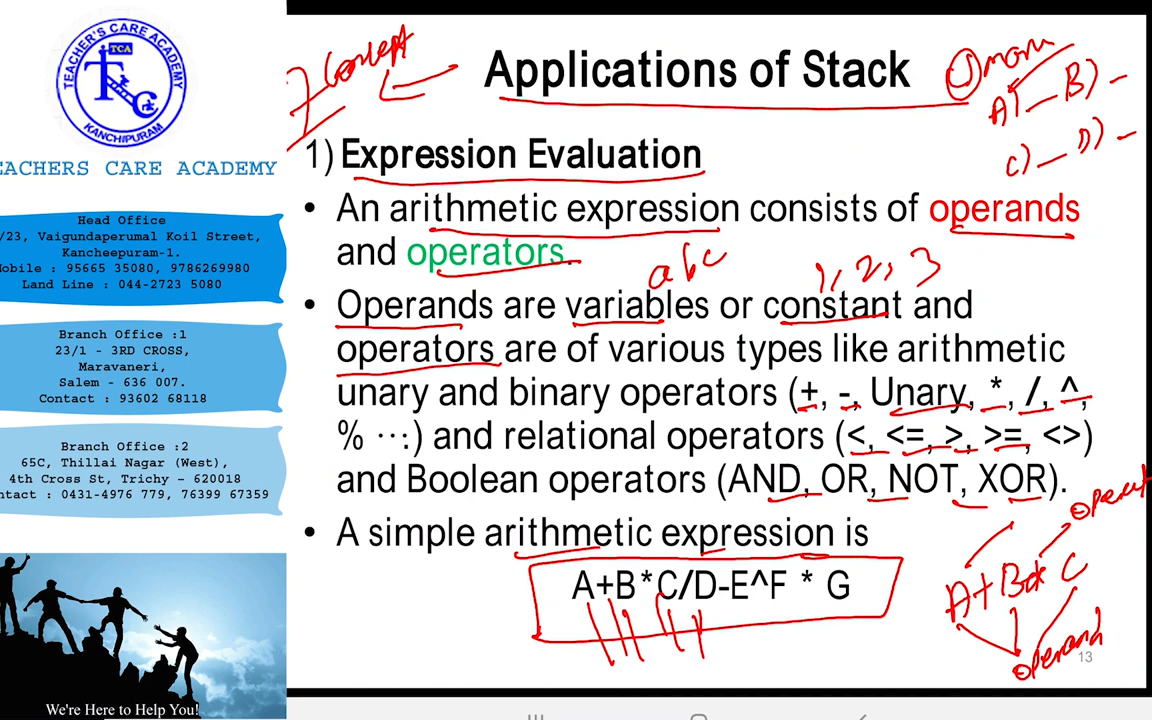 TEACHER'S CARE ACADEMY
TCA
KANCHIPURAM
EACHERS CARE ACADEMY
Head Office
/23, Vaigundaperumal Koil Street,
Kancheepuram-1.
obile : 95665 35080, 9786269980
Land Line : 044-2723 5080
Branch Office :1
23/1 - 3RD CROSS,
Maravaneri,
Salem - 636 007.
Contact : 93602 68118
Branch Office :2
65C, Thillai Nagar (West),
4th Cross St, Trichy – 620018
ntact : 0431-4976 779, 76399 67359
We're Here to Help You!
Concept
Applications of Stack
① mark
A) — B) –
C) — D) –
1) Expression Evaluation
• An arithmetic expression consists of operands
and operators.
a b c 1, 2, 3
• Operands are variables or constant and
operators are of various types like arithmetic
unary and binary operators (+, -, Unary, *, /, ^,
% ...) and relational operators (<, <=, >, >=, <>)
and Boolean operators (AND, OR, NOT, XOR).
• A simple arithmetic expression is
A+B*C/D-E^F * G
operat
A+B* C
operand
13